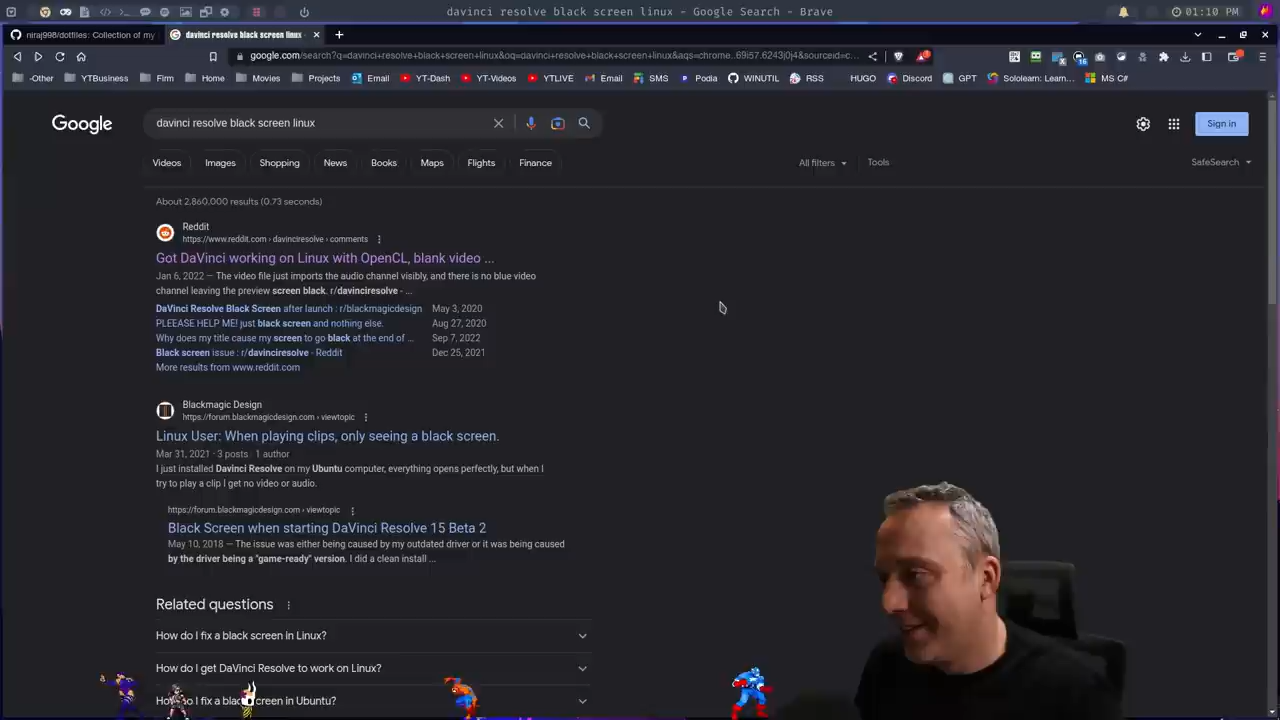 davinci resolve black screen linux - Google Search - Brave
01:10 PM
niraj998/dotfiles: Collection of my
davinci resolve black screen linux -
google.com/search?q=davinci+resolve+black+screen+linux&oq=davinci+resolve+black+screen+linux&aqs=chrome..69i57.6243j0j4&sourceid=c...
-Other
YTBusiness
Firm
Home
Movies
Projects
Email
YT-Dash
YT-Videos
YTLIVE
Email
SMS
Podia
WINUTIL
RSS
HUGO
Discord
GPT
Sololearn: Learn...
MS C#
Google
davinci resolve black screen linux
Sign in
Videos
Images
Shopping
News
Books
Maps
Flights
Finance
All filters
Tools
SafeSearch
About 2,860,000 results (0.73 seconds)
Reddit
https://www.reddit.com › davinciresolve › comments
Got DaVinci working on Linux with OpenCL, blank video ...
Jan 6, 2022 — The video file just imports the audio channel visibly, and there is no blue video
channel leaving the preview screen black. r/davinciresolve - ...
DaVinci Resolve Black Screen after launch : r/blackmagicdesign May 3, 2020
PLEEASE HELP ME! just black screen and nothing else. Aug 27, 2020
Why does my title cause my screen to go black at the end of ... Sep 7, 2022
Black screen issue : r/davinciresolve - Reddit Dec 25, 2021
More results from www.reddit.com
Blackmagic Design
https://forum.blackmagicdesign.com › viewtopic
Linux User: When playing clips, only seeing a black screen.
Mar 31, 2021 · 3 posts · 1 author
I just installed Davinci Resolve on my Ubuntu computer, everything opens perfectly, but when I
try to play a clip I get no video or audio.
https://forum.blackmagicdesign.com › viewtopic
Black Screen when starting DaVinci Resolve 15 Beta 2
May 10, 2018 — The issue was either being caused by my outdated driver or it was being caused
by the driver being a "game-ready" version. I did a clean install ...
Related questions
How do I fix a black screen in Linux?
How do I get DaVinci Resolve to work on Linux?
How do I fix a black screen in Ubuntu?